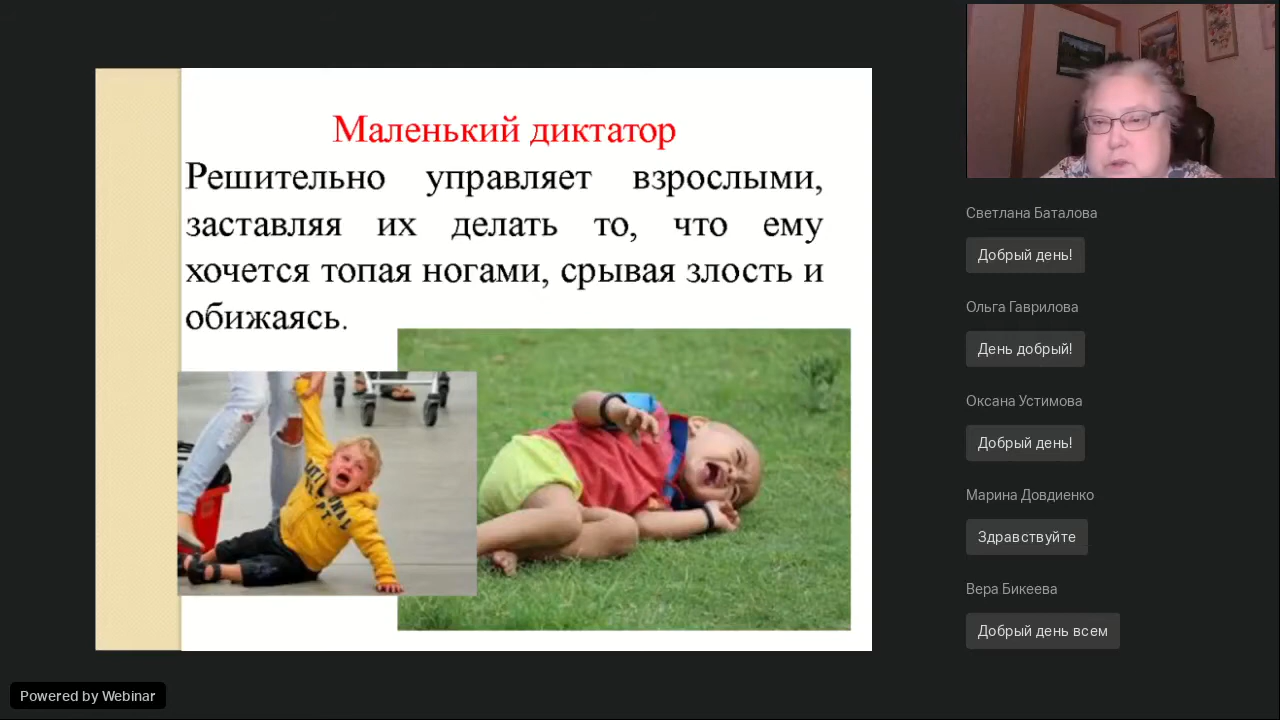 Маленький диктатор
Решительно управляет взрослыми,
заставляя их делать то, что ему
хочется топая ногами, срывая злость и
обижаясь.
Светлана Баталова
Добрый день!
Ольга Гаврилова
День добрый!
Оксана Устимова
Добрый день!
Марина Довдиенко
Здравствуйте
Вера Бикеева
Добрый день всем
Powered by Webinar